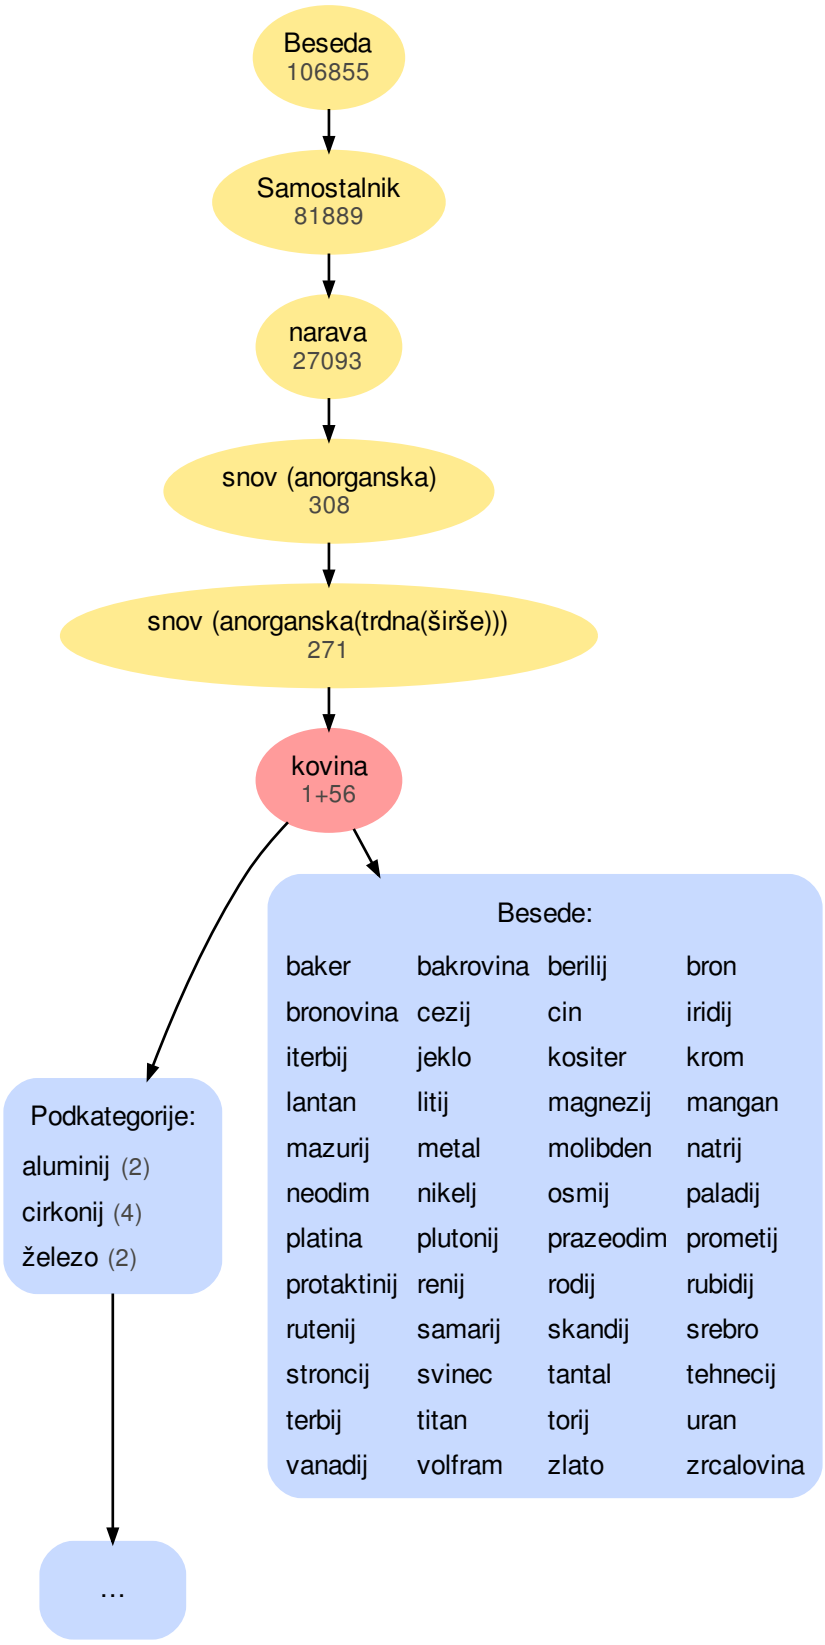 Beseda
106855
Samostalnik
81889
narava
27093
snov (anorganska)
308
snov (anorganska(trdna(širše)))
271
kovina
1+56
Besede:
baker bakrovina berilij bron
bronovina cezij cin iridij
iterbij jeklo kositer krom
lantan litij magnezij mangan
mazurij metal molibden natrij
neodim nikelj osmij paladij
platina plutonij prazeodim prometij
protaktinij renij rodij rubidij
rutenij samarij skandij srebro
stroncij svinec tantal tehnecij
terbij titan torij uran
vanadij volfram zlato zrcalovina
Podkategorije:
aluminij (2)
cirkonij (4)
železo (2)
...